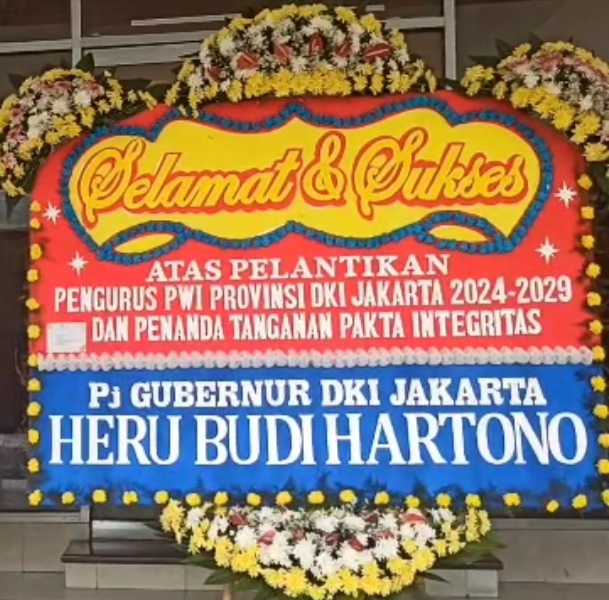 Selamat & Sukses
ATAS PELANTIKAN
PENGURUS PWI PROVINSI DKI JAKARTA 2024-2029
DAN PENANDA TANGANAN PAKTA INTEGRITAS
Pj GUBERNUR DKI JAKARTA
HERU BUDI HARTONO